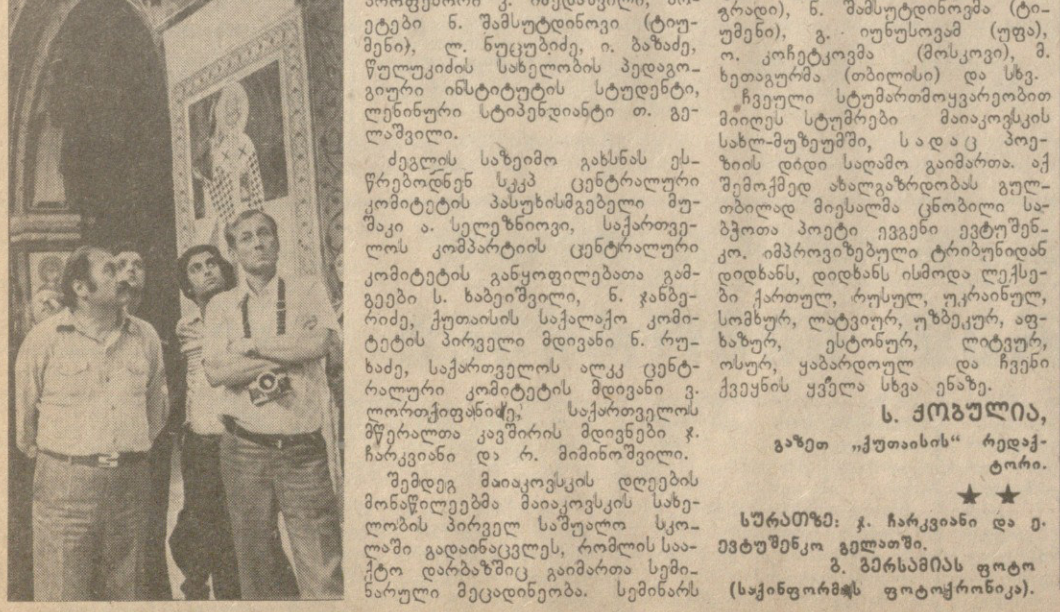 ეტები ნ. შამსუტდინოვი (ტიუ-
მენი), ლ. ნუცუბიძე, ი. ბაზაძე,
წულუკიძის სახელობის პედაგო-
გიური ინსტიტუტის სტუდენტი,
ლენინური სტიპენდიანტი თ. გე-
ლაშვილი.
ძეგლის საზეიმო გახსნას ეს-
წრებოდნენ სკკპ ცენტრალური
კომიტეტის პასუხისმგებელი მუ-
შაკი ა. სელეზნიოვი, საქართვე-
ლოს კომპარტიის ცენტრალური
კომიტეტის განყოფილებათა გამ-
გეები ს. ხაბეიშვილი, ნ. ჯანბე-
რიძე, ქუთაისის საქალაქო კომი-
ტეტის პირველი მდივანი ნ. რუ-
ხაძე, საქართველოს ალკკ ცენტ-
რალური კომიტეტის მდივანი ვ.
ლორთქიფანიძე, საქართველოს
მწერალთა კავშირის მდივნები ჯ.
ჩარკვიანი და რ. მიმინოშვილი.
შემდეგ მაიაკოვსკის დღეების
მონაწილეებმა მაიაკოვსკის სახე-
ლობის პირველ საშუალო სკო-
ლაში გადაინაცვლეს, რომლის საა-
ქტო დარბაზშიც გაიმართა სემი-
ნარული მეცადინეობა. სემინარს
გრადი), ნ. შამსუტდინოვმა (ტი-
უმენი), გ. იუნუსოვამ (უფა),
ო. კოჩეტკოვმა (მოსკოვი), მ.
ხეთაგურმა (თბილისი) და სხვ.
ჩვეული სტუმართმოყვარეობით
მიიღეს სტუმრები მაიაკოვსკის
სახლ-მუზეუმში, სადაც პოე-
ზიის დიდი საღამო გაიმართა. აქ
შემოქმედ ახალგაზრდობას გულ-
თბილად მიესალმა ცნობილი სა-
ბჭოთა პოეტი ევგენი ევტუშენ-
კო. იმპროვიზებული ტრიბუნიდან
დიდხანს, დიდხანს ისმოდა ლექსე-
ბი ქართულ, რუსულ, უკრაინულ,
სომხურ, ლატვიურ, უზბეკურ, აფ-
ხაზურ, ესტონურ, ლიტვურ,
ოსურ, ყაბარდოულ და ჩვენი
ქვეყნის ყველა სხვა ენაზე.
ს. ქობულია,
გაზეთ „ქუთაისის“ რედაქ-
ტორი.
★ ★
სურათზე: ჯ. ჩარკვიანი და ე.
ევტუშენკო გელათში.
გ. გერსამიას ფოტო
(საქინფორმის ფოტოქრონიკა).